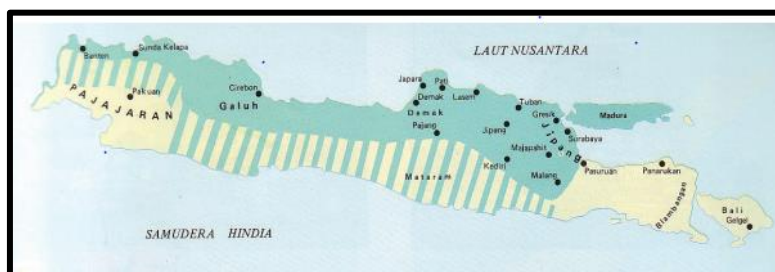 LAUT NUSANTARA
Banten
Sunda Kelapa
Cirebon
Pakuan
PAJAJARAN
Galuh
Japara
Pati
Demak
Lasem
Demak
Pajang
Tuban
Gresik
Madura
Jipang
Jipang
Surabaya
Majapahit
Kediri
Mataram
Malang
Pasuruan
Panarukan
Blambangan
Bali
Gelgel
SAMUDERA HINDIA